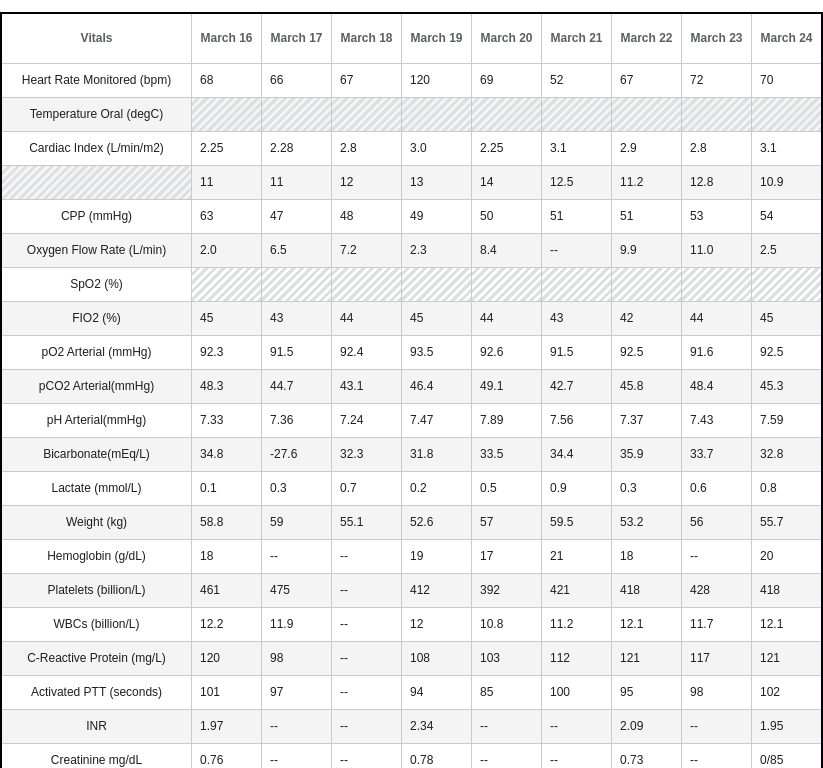 Vitals March 16 March 17 March 18 March 19 March 20 March 21 March 22 March 23 March 24
Heart Rate Monitored (bpm) 68 66 67 120 69 52 67 72 70
Temperature Oral (degC)
Cardiac Index (L/min/m2) 2.25 2.28 2.8 3.0 2.25 3.1 2.9 2.8 3.1
11 11 12 13 14 12.5 11.2 12.8 10.9
CPP (mmHg) 63 47 48 49 50 51 51 53 54
Oxygen Flow Rate (L/min) 2.0 6.5 7.2 2.3 8.4 -- 9.9 11.0 2.5
SpO2 (%)
FIO2 (%) 45 43 44 45 44 43 42 44 45
pO2 Arterial (mmHg) 92.3 91.5 92.4 93.5 92.6 91.5 92.5 91.6 92.5
pCO2 Arterial(mmHg) 48.3 44.7 43.1 46.4 49.1 42.7 45.8 48.4 45.3
pH Arterial(mmHg) 7.33 7.36 7.24 7.47 7.89 7.56 7.37 7.43 7.59
Bicarbonate(mEq/L) 34.8 -27.6 32.3 31.8 33.5 34.4 35.9 33.7 32.8
Lactate (mmol/L) 0.1 0.3 0.7 0.2 0.5 0.9 0.3 0.6 0.8
Weight (kg) 58.8 59 55.1 52.6 57 59.5 53.2 56 55.7
Hemoglobin (g/dL) 18 -- -- 19 17 21 18 -- 20
Platelets (billion/L) 461 475 -- 412 392 421 418 428 418
WBCs (billion/L) 12.2 11.9 -- 12 10.8 11.2 12.1 11.7 12.1
C-Reactive Protein (mg/L) 120 98 -- 108 103 112 121 117 121
Activated PTT (seconds) 101 97 -- 94 85 100 95 98 102
INR 1.97 -- -- 2.34 -- -- 2.09 -- 1.95
Creatinine mg/dL 0.76 -- -- 0.78 -- -- 0.73 -- 0/85